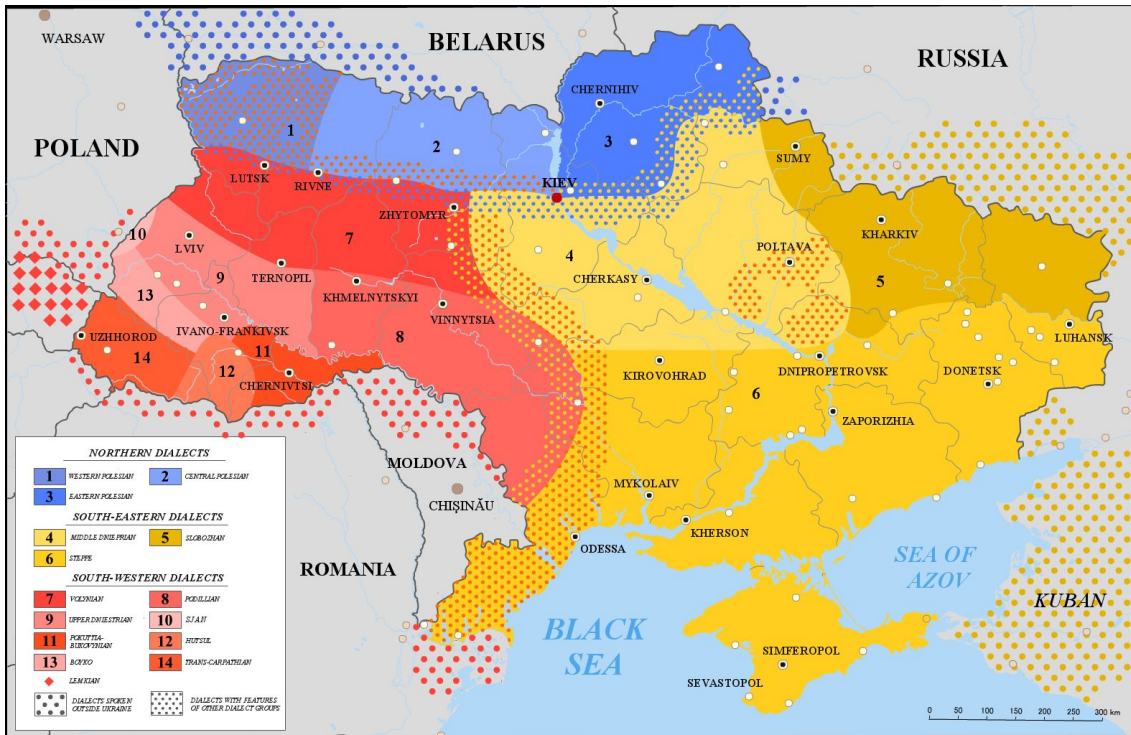 WARSAW
BELARUS
RUSSIA
CHERNIHIV
POLAND
1
2
3
SUMY
LUTSK
RIVNE
KIEV
ZHYTOMYR
10
LVIV
7
KHARKIV
9
4
POLTAVA
TERNOPIL
CHERKASY
5
KHMELNYTSKYI
13
VINNYTSIA
IVANO-FRANKIVSK
8
UZHHOROD
11
LUHANSK
14
12
CHERNIVTSI
KIROVOHRAD
DNIPROPETROVSK
DONETSK
6
ZAPORIZHIA
MOLDOVA
CHIȘINĂU
MYKOLAIV
KHERSON
ODESSA
ROMANIA
SEA OF
AZOV
KUBAN
BLACK
SEA
SIMFEROPOL
SEVASTOPOL
NORTHERN DIALECTS
1 WESTERN POLESIAN
2 CENTRAL POLESIAN
3 EASTERN POLESIAN
SOUTH-EASTERN DIALECTS
4 MIDDLE DNIEPRIAN
5 SLOBOZHAN
6 STEPPE
SOUTH-WESTERN DIALECTS
7 VOLYNIAN
8 PODILLIAN
9 UPPER DNIESTRIAN
10 SJAN
11 POKUTTIA-
BUKOVYNIAN
12 HUTSUL
13 BOYKO
14 TRANS-CARPATHIAN
LEMKIAN
DIALECTS SPOKEN
OUTSIDE UKRAINE
DIALECTS WITH FEATURES
OF OTHER DIALECT GROUPS
0 50 100 150 200 250 300 km